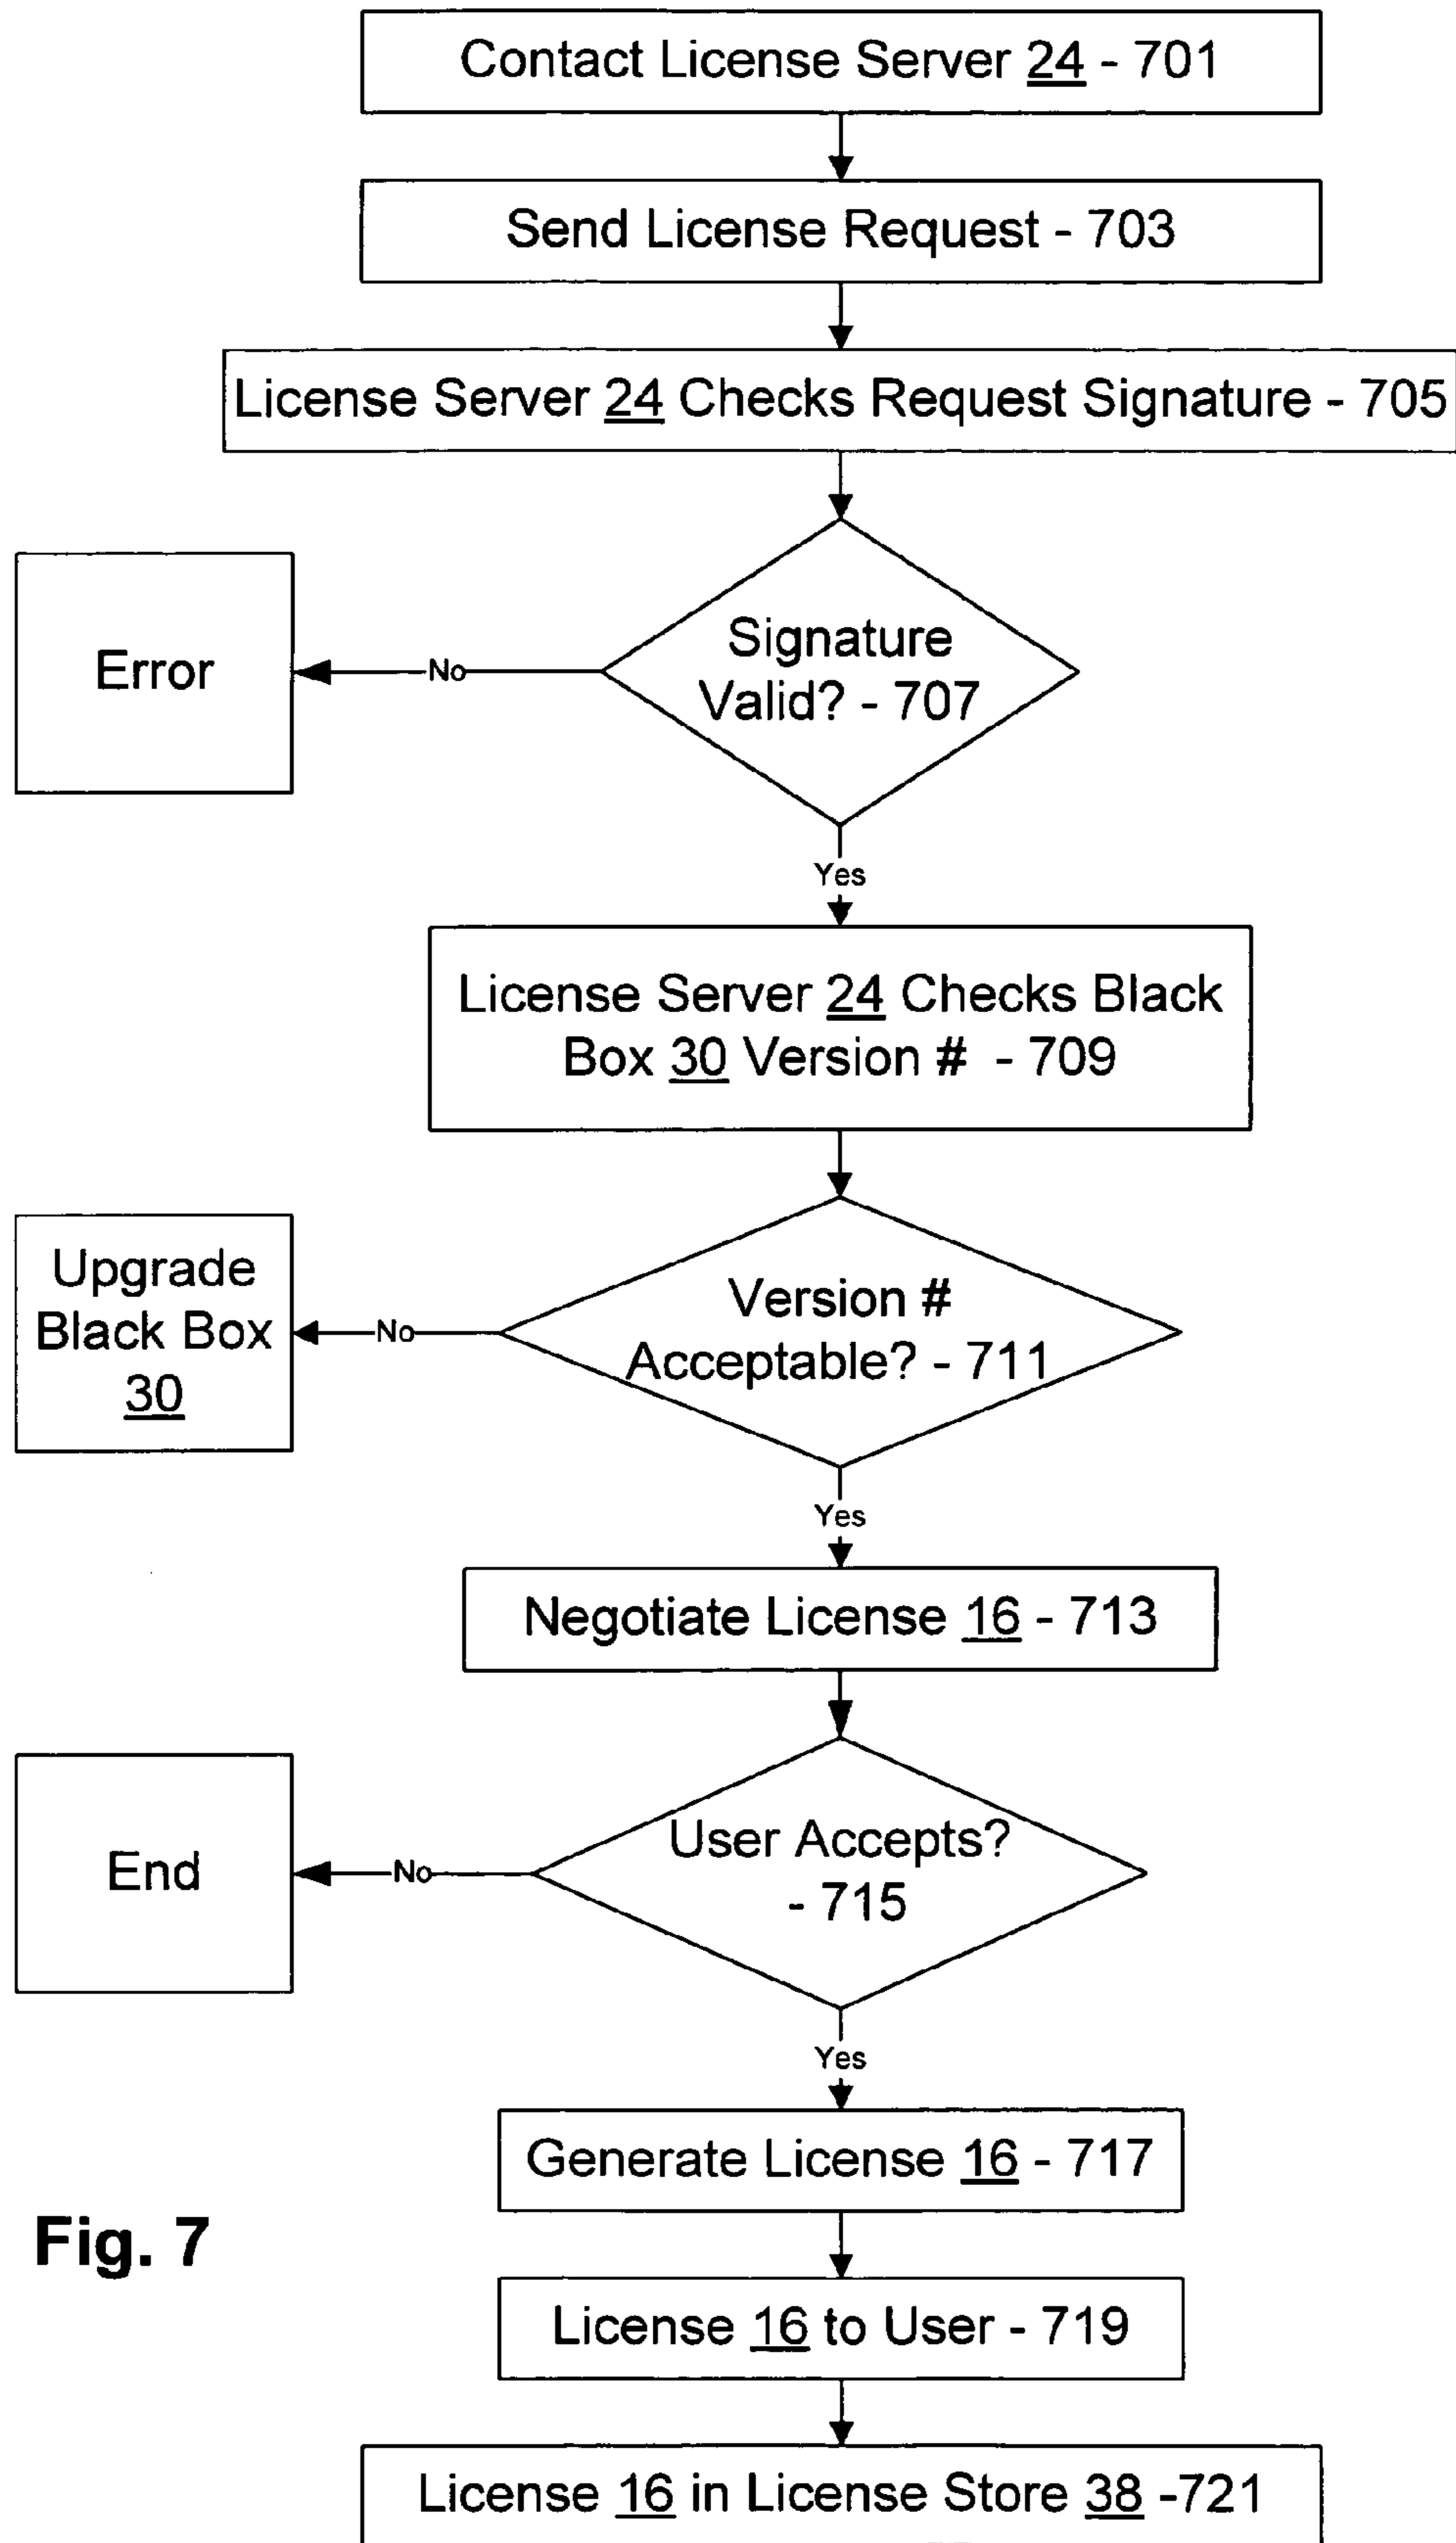 Contact License Server 24 - 701
Send License Request - 703
License Server 24 Checks Request Signature - 705
Signature
Valid? - 707
No
Error
Yes
License Server 24 Checks Black
Box 30 Version # - 709
Version #
Acceptable? - 711
No
Upgrade
Black Box
30
Yes
Negotiate License 16 - 713
User Accepts?
- 715
No
End
Yes
Generate License 16 - 717
Fig. 7
License 16 to User - 719
License 16 in License Store 38 -721